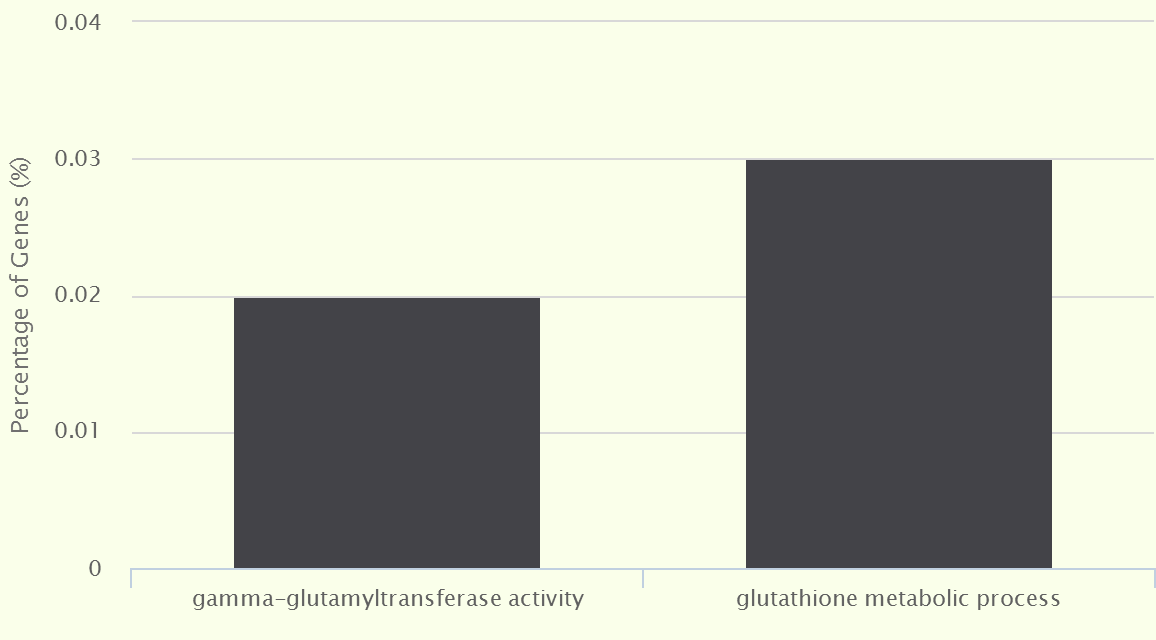 0.04
0.03
0.02
0.01
0
Percentage of Genes (%)
gamma-glutamyltransferase activity
glutathione metabolic process